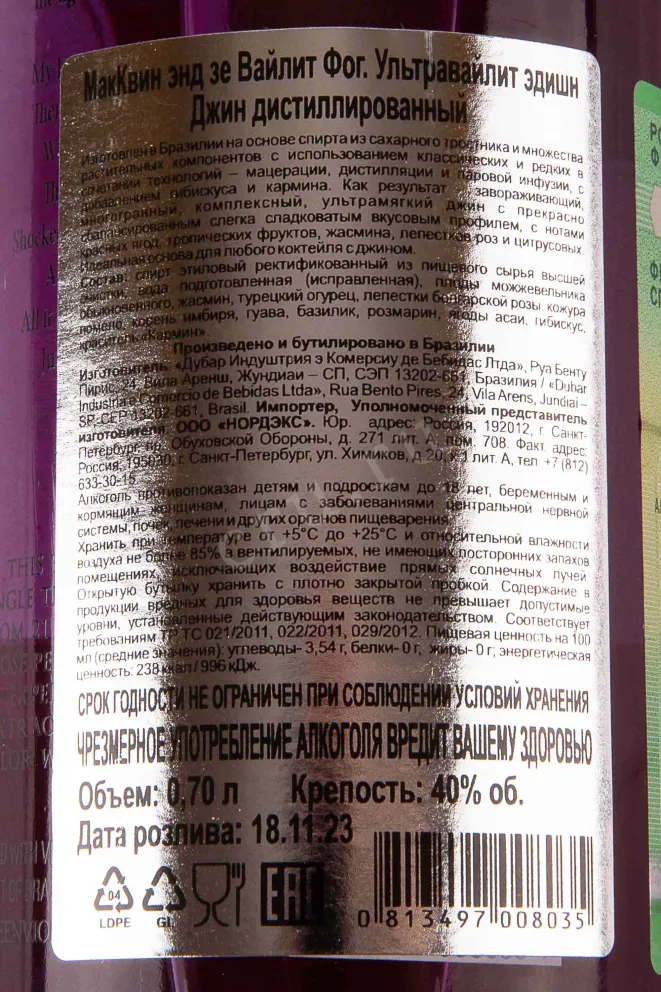 МакКвин энд зе Вайлит Фог. Ультравайлит эдишн
Джин дистиллированный
Изготовлен в Бразилии на основе спирта из сахарного тростника и множества
растительных компонентов с использованием классических и редких в
сочетании технологий – мацерации, дистилляции и паровой инфузии, с
добавлением гибискуса и кармина. Как результат – завораживающий,
многогранный, комплексный, ультрамягкий джин с прекрасно
сбалансированным слегка сладковатым вкусовым профилем, с нотами
красных ягод, тропических фруктов, жасмина, лепестков роз и цитрусовых.
Идеальная основа для любого коктейля с джином.
Состав: спирт этиловый ректификованный из пищевого сырья высшей
очистки, вода подготовленная (исправленная), плоды можжевельника
обыкновенного, жасмин, турецкий огурец, лепестки болгарской розы, кожура
помело, корень имбиря, гуава, базилик, розмарин, ягоды асаи, гибискус,
краситель «Кармин».
Произведено и бутилировано в Бразилии
Изготовитель: «Дубар Индуштрия э Комерсиу де Бебидас Лтда», Руа Бенту
Пирис, 24, Вила Аренш, Жундиаи – СП, СЭП 13202-661, Бразилия / «Dubar
Industria e Comercio de Bebidas Ltda», Rua Bento Pires, 24, Vila Arens, Jundiai –
SP, CEP 13202-661, Brasil. Импортер, Уполномоченный представитель
изготовителя: ООО «НОРДЭКС». Юр. адрес: Россия, 192012, г. Санкт-
Петербург, пр. Обуховской Обороны, д. 271 лит. А, пом. 708. Факт. адрес:
Россия, 195030, г. Санкт-Петербург, ул. Химиков, д 20, к 1 лит. А, тел +7 (812)
633-30-15
Алкоголь противопоказан детям и подросткам до 18 лет, беременным и
кормящим женщинам, лицам с заболеваниями центральной нервной
системы, почек, печени и других органов пищеварения.
Хранить при температуре от +5°С до +25°С и относительной влажности
воздуха не более 85% в вентилируемых, не имеющих посторонних запахов
помещениях, исключающих воздействие прямых солнечных лучей.
Открытую бутылку хранить с плотно закрытой пробкой. Содержание в
продукции вредных для здоровья веществ не превышает допустимые
уровни, установленные действующим законодательством. Соответствует
требованиям ТР ТС 021/2011, 022/2011, 029/2012. Пищевая ценность на 100
мл (средние значения): углеводы- 3,54 г, белки- 0 г, жиры- 0 г; энергетическая
ценность: 238 ккал/ 996 кДж.
СРОК ГОДНОСТИ НЕ ОГРАНИЧЕН ПРИ СОБЛЮДЕНИИ УСЛОВИЙ ХРАНЕНИЯ
ЧРЕЗМЕРНОЕ УПОТРЕБЛЕНИЕ АЛКОГОЛЯ ВРЕДИТ ВАШЕМУ ЗДОРОВЬЮ
Объем: 0,70 л Крепость: 40% об.
Дата розлива: 18.11.23
04
LDPE GL
EAC
0 813497 008035